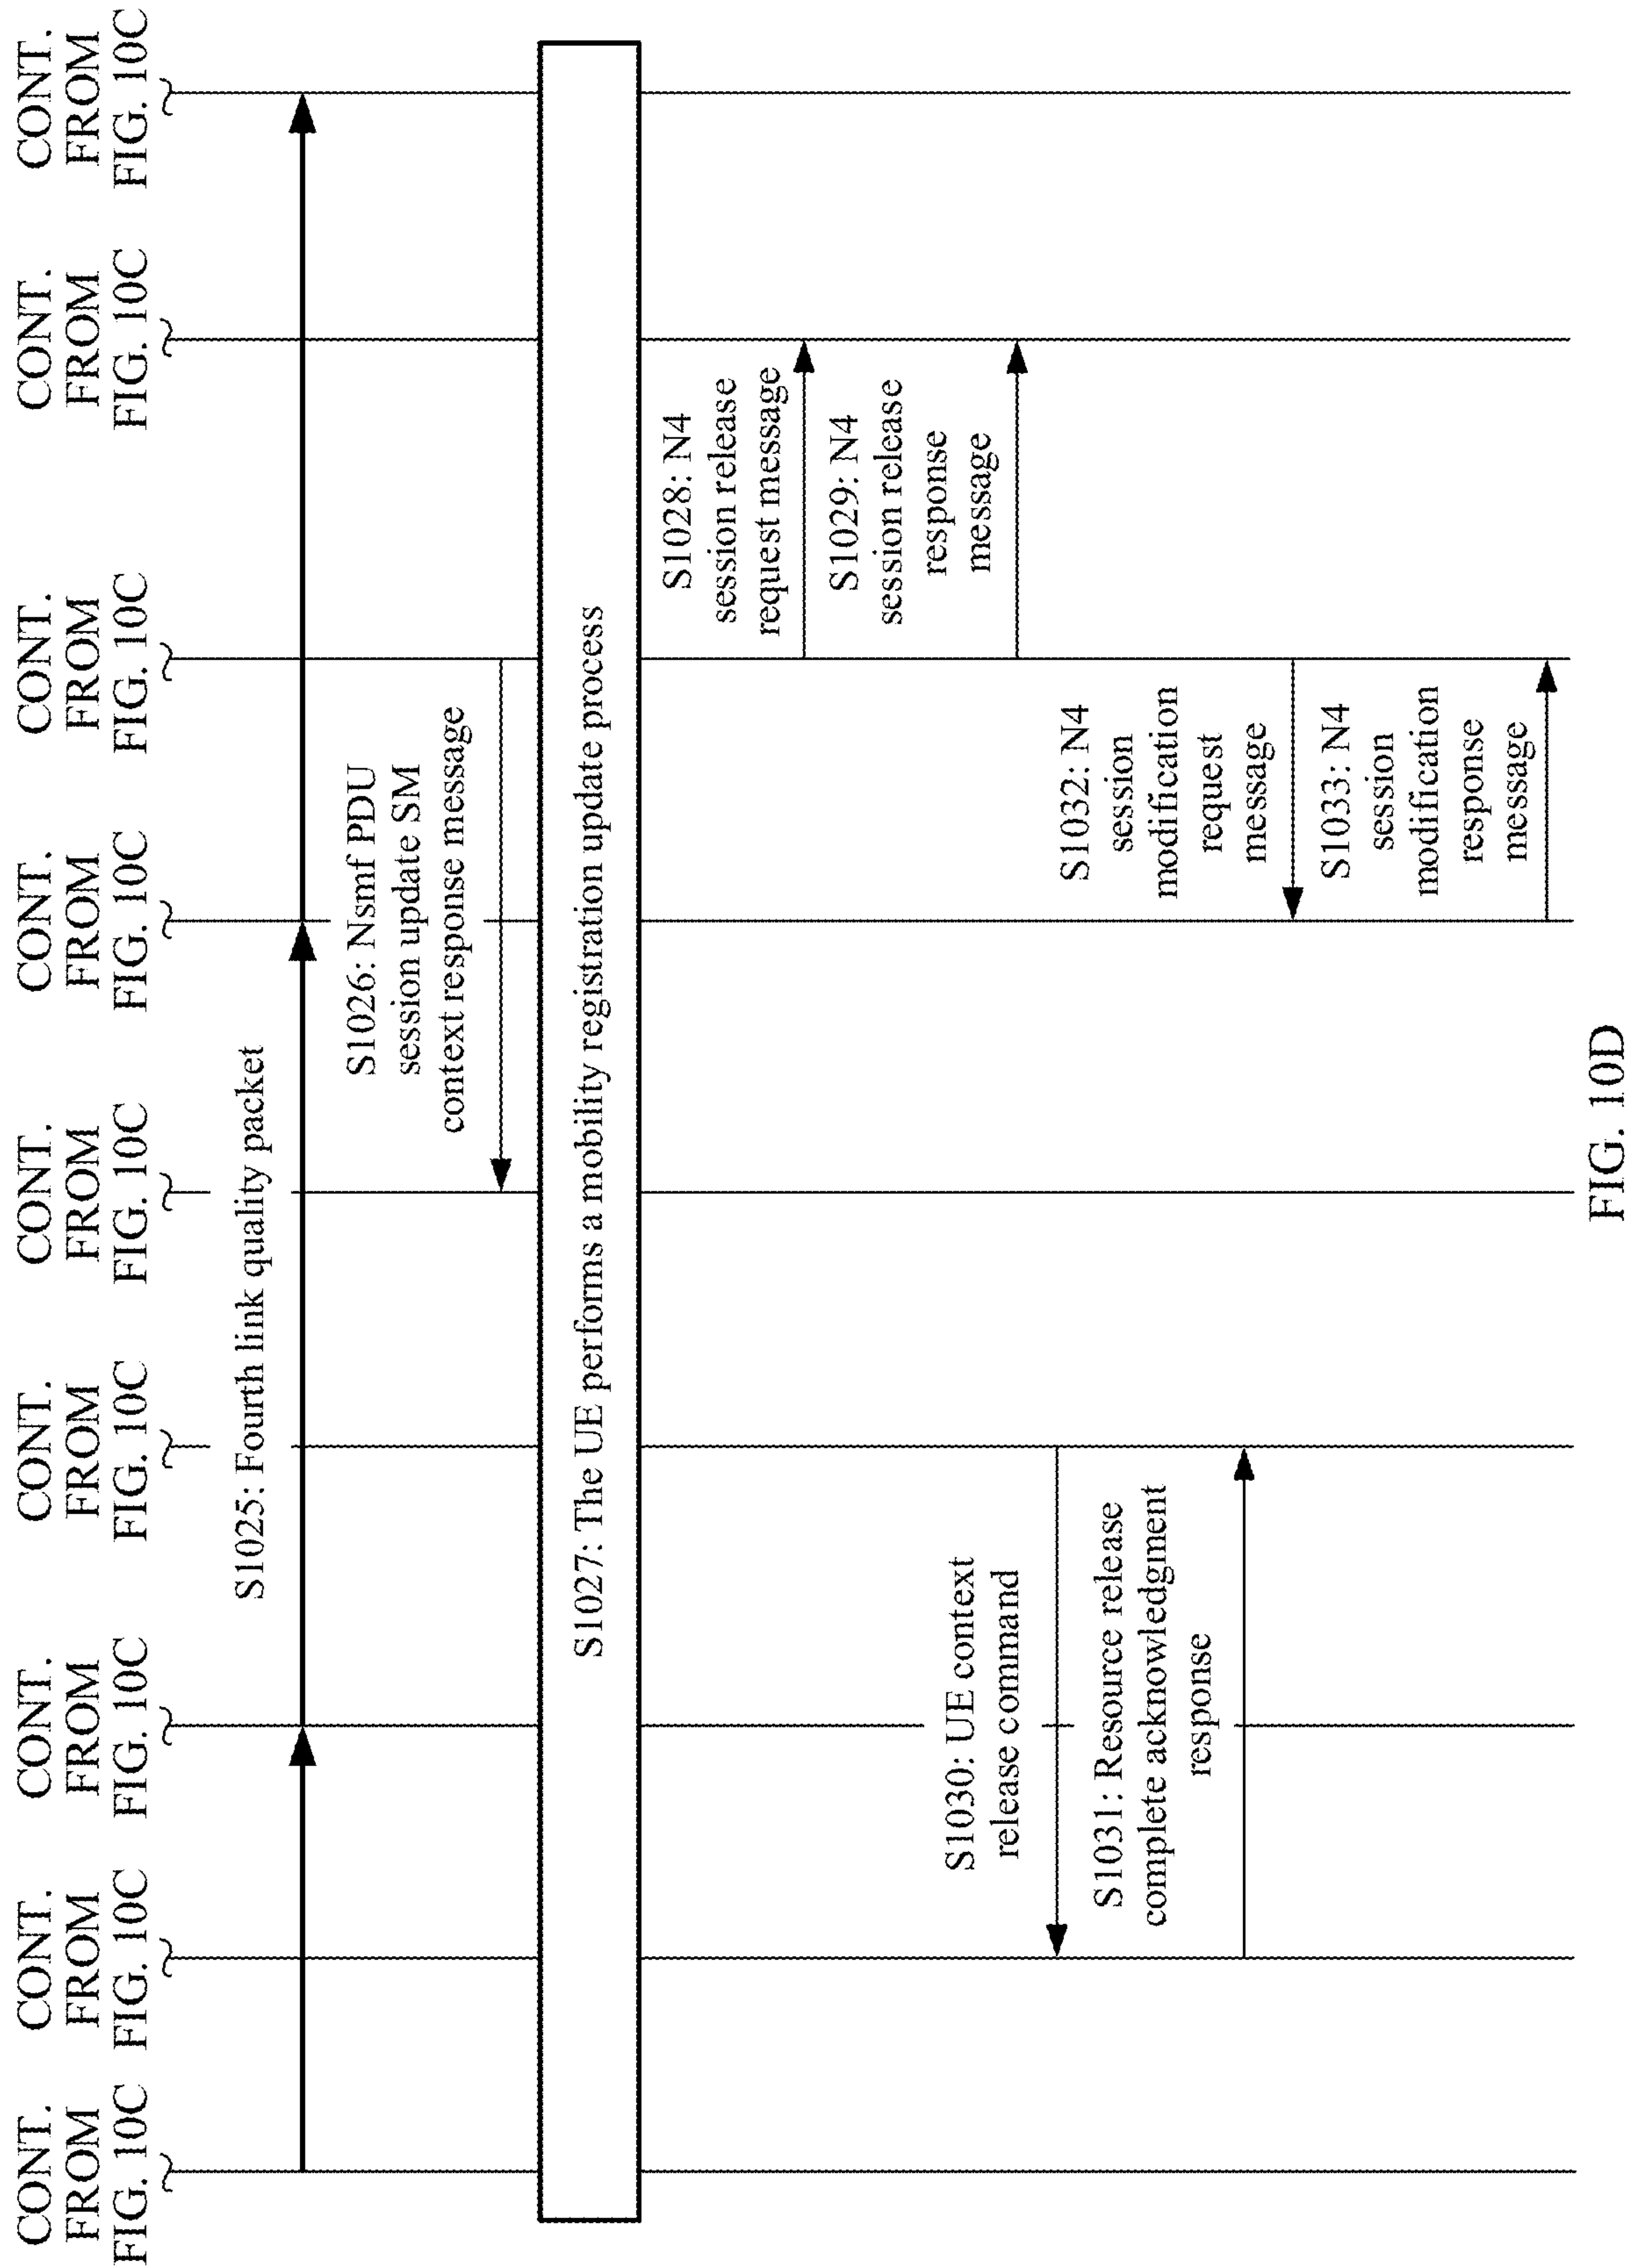 CONT.
FROM
FIG. 10C
CONT.
FROM
FIG. 10C
CONT.
FROM
FIG. 10C
CONT.
FROM
FIG. 10C
CONT.
FROM
FIG. 10C
CONT.
FROM
FIG. 10C
CONT.
FROM
FIG. 10C
CONT.
FROM
FIG. 10C
CONT.
FROM
FIG. 10C
S1025: Fourth link quality packet
S1026: Nsmf PDU
session update SM
context response message
S1027: The UE performs a mobility registration update process
S1028: N4
session release
request message
S1029: N4
session release
response
message
S1030: UE context
release command
S1031: Resource release
complete acknowledgment
response
S1032: N4
session
modification
request
message
S1033: N4
session
modification
response
message
FIG. 10D